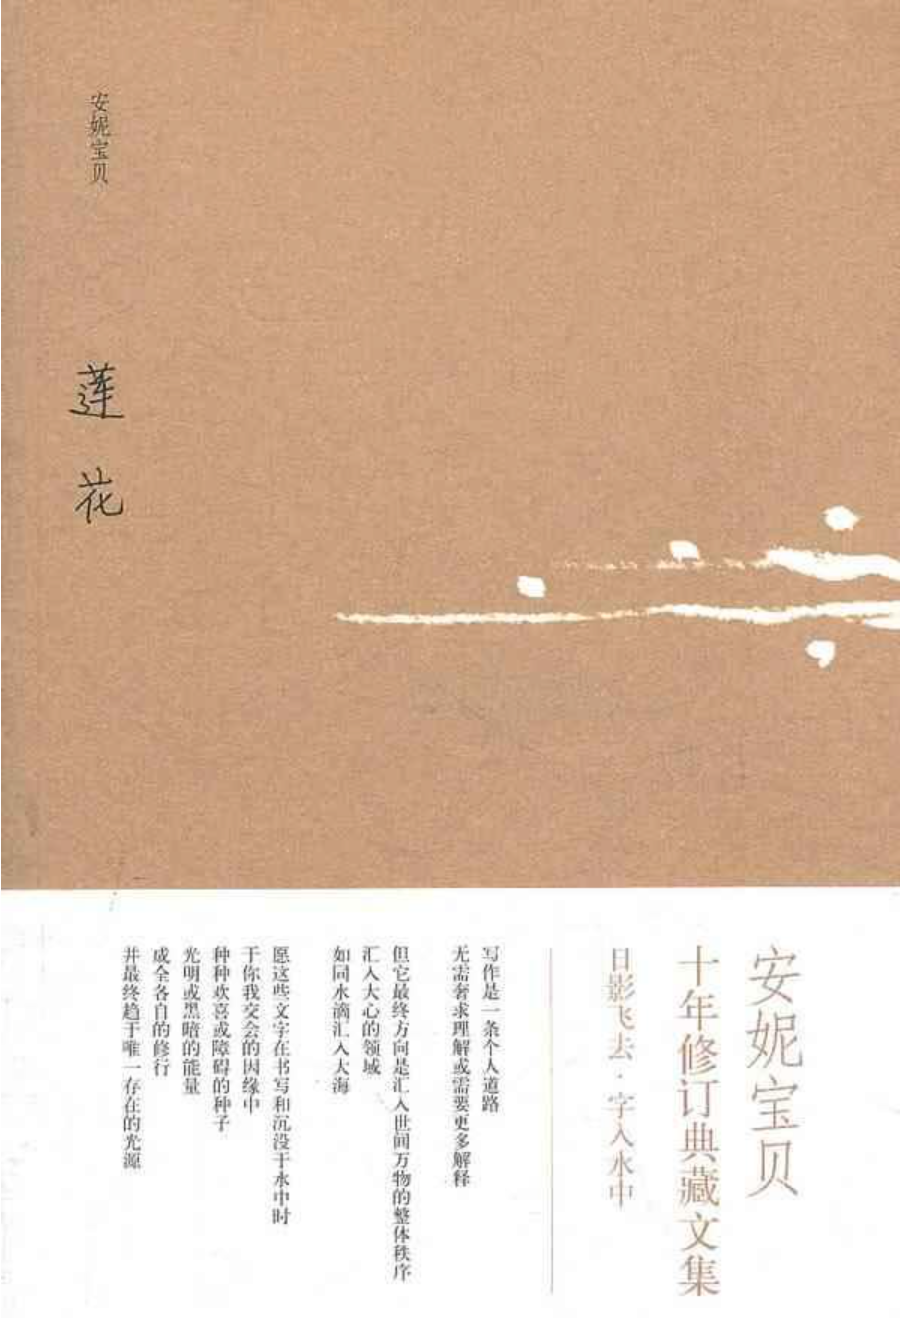 安妮宝贝
莲花
安妮宝贝
十年修订典藏文集
日影飞去·字入水中
写作是一条个人道路
无需奢求理解或需要更多解释
但它最终方向是汇入世间万物的整体秩序
汇入大心的领域
如同水滴汇入大海
愿这些文字在书写和沉没于水中时
于你我交会的因缘中
种种欢喜或障碍的种子
光明或黑暗的能量
成全各自的修行
并最终趋于唯一存在的光源